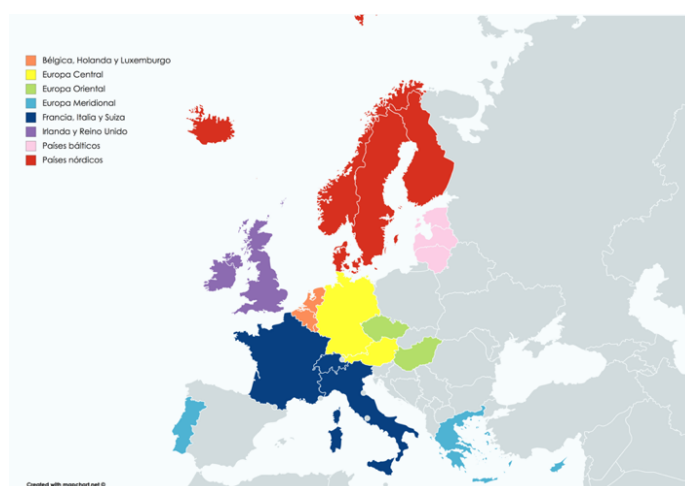 Bélgica, Holanda y Luxemburgo
Europa Central
Europa Oriental
Europa Meridional
Francia, Italia y Suiza
Irlanda y Reino Unido
Países bálticos
Países nórdicos
Created with mapchart.net ©